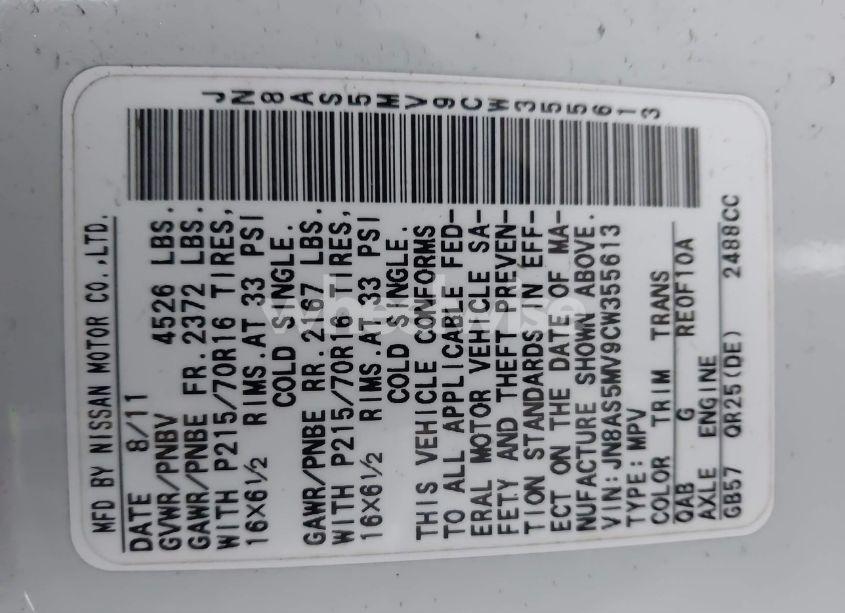 JN8AS5MV9CW355613
MFD BY NISSAN MOTOR CO.,LTD.
DATE 8/11
GVWR/PNBV 4526 LBS.
GAWR/PNBE FR.2372 LBS.
WITH P215/70R16 TIRES,
16X6½ RIMS.AT 33 PSI
COLD SINGLE.
GAWR/PNBE RR.2167 LBS.
WITH P215/70R16 TIRES,
16X6½ RIMS.AT 33 PSI
COLD SINGLE.
THIS VEHICLE CONFORMS
TO ALL APPLICABLE FED-
ERAL MOTOR VEHICLE SA-
FETY AND THEFT PREVEN-
TION STANDARDS IN EFF-
ECT ON THE DATE OF MA-
NUFACTURE SHOWN ABOVE.
VIN:JN8AS5MV9CW355613
TYPE:MPV
COLOR TRIM TRANS
QAB G RE0F10A
AXLE ENGINE
GB57 QR25(DE) 2488CC
wheelwise